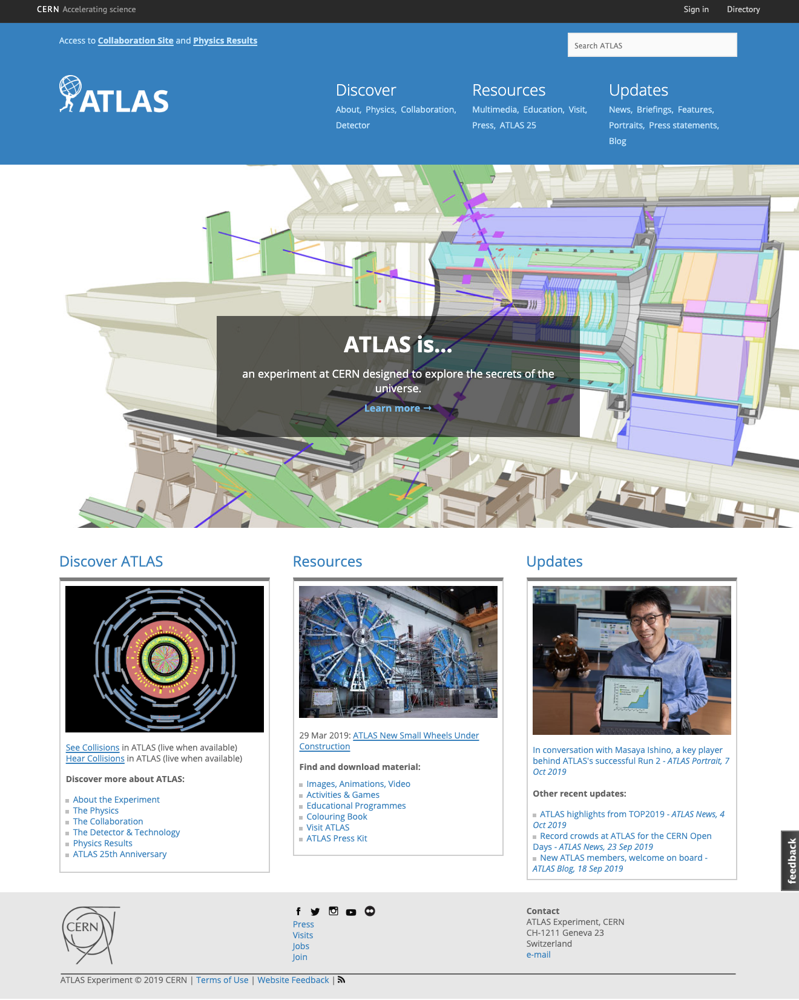 CERN Accelerating science
Sign in Directory
Access to Collaboration Site and Physics Results
Search ATLAS
ATLAS
Discover
About, Physics, Collaboration,
Detector
Resources
Multimedia, Education, Visit,
Press, ATLAS 25
Updates
News, Briefings, Features,
Portraits, Press statements,
Blog
ATLAS is...
an experiment at CERN designed to explore the secrets of the
universe.
Learn more →
Discover ATLAS
See Collisions in ATLAS (live when available)
Hear Collisions in ATLAS (live when available)
Discover more about ATLAS:
About the Experiment
The Physics
The Collaboration
The Detector & Technology
Physics Results
ATLAS 25th Anniversary
Resources
29 Mar 2019: ATLAS New Small Wheels Under
Construction
Find and download material:
Images, Animations, Video
Activities & Games
Educational Programmes
Colouring Book
Visit ATLAS
ATLAS Press Kit
Updates
In conversation with Masaya Ishino, a key player
behind ATLAS's successful Run 2 - ATLAS Portrait, 7
Oct 2019
Other recent updates:
ATLAS highlights from TOP2019 - ATLAS News, 4
Oct 2019
Record crowds at ATLAS for the CERN Open
Days - ATLAS News, 23 Sep 2019
New ATLAS members, welcome on board -
ATLAS Blog, 18 Sep 2019
feedback
CERN
Press
Visits
Jobs
Join
Contact
ATLAS Experiment, CERN
CH-1211 Geneva 23
Switzerland
e-mail
ATLAS Experiment © 2019 CERN | Terms of Use | Website Feedback |